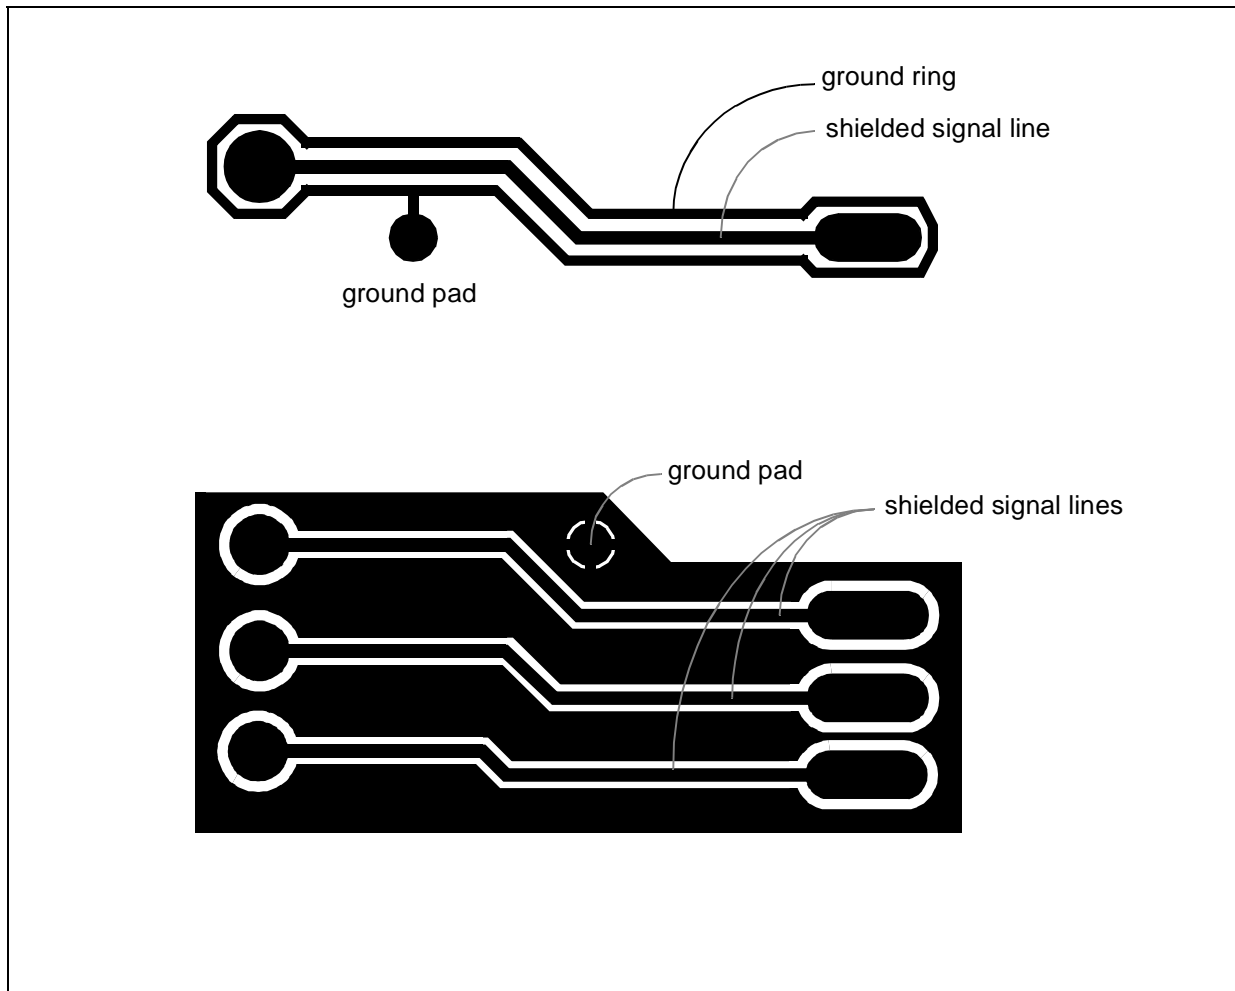 ground ring
shielded signal line
ground pad
ground pad
shielded signal lines